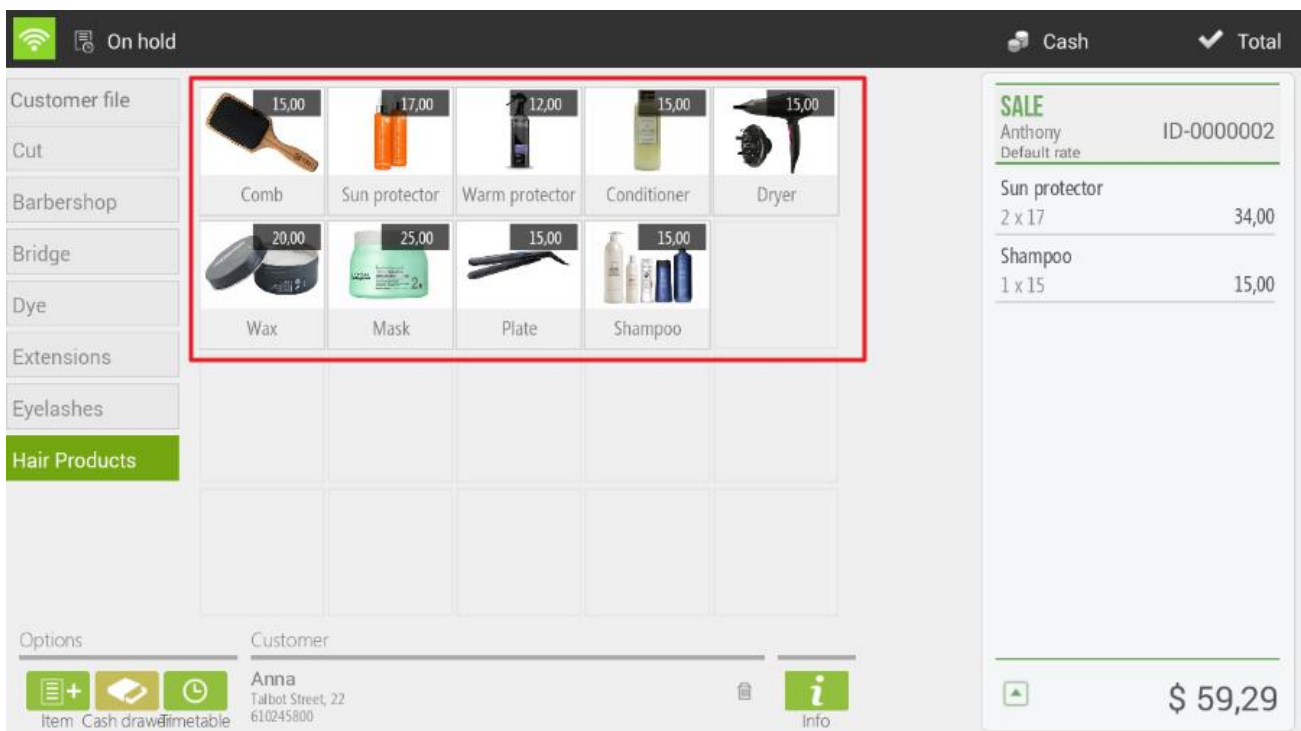 On hold
Cash
Total
Customer file
Cut
Barbershop
Bridge
Dye
Extensions
Eyelashes
Hair Products
15,00
17,00
12,00
15,00
15,00
Comb
Sun protector
Warm protector
Conditioner
Dryer
20,00
25,00
15,00
15,00
Wax
Mask
Plate
Shampoo
SALE
Anthony
ID-0000002
Default rate
Sun protector
2 x 17
34,00
Shampoo
1 x 15
15,00
Options
Customer
Item
Cash drawer
Timetable
Anna
Talbot Street, 22
610245800
Info
$ 59,29